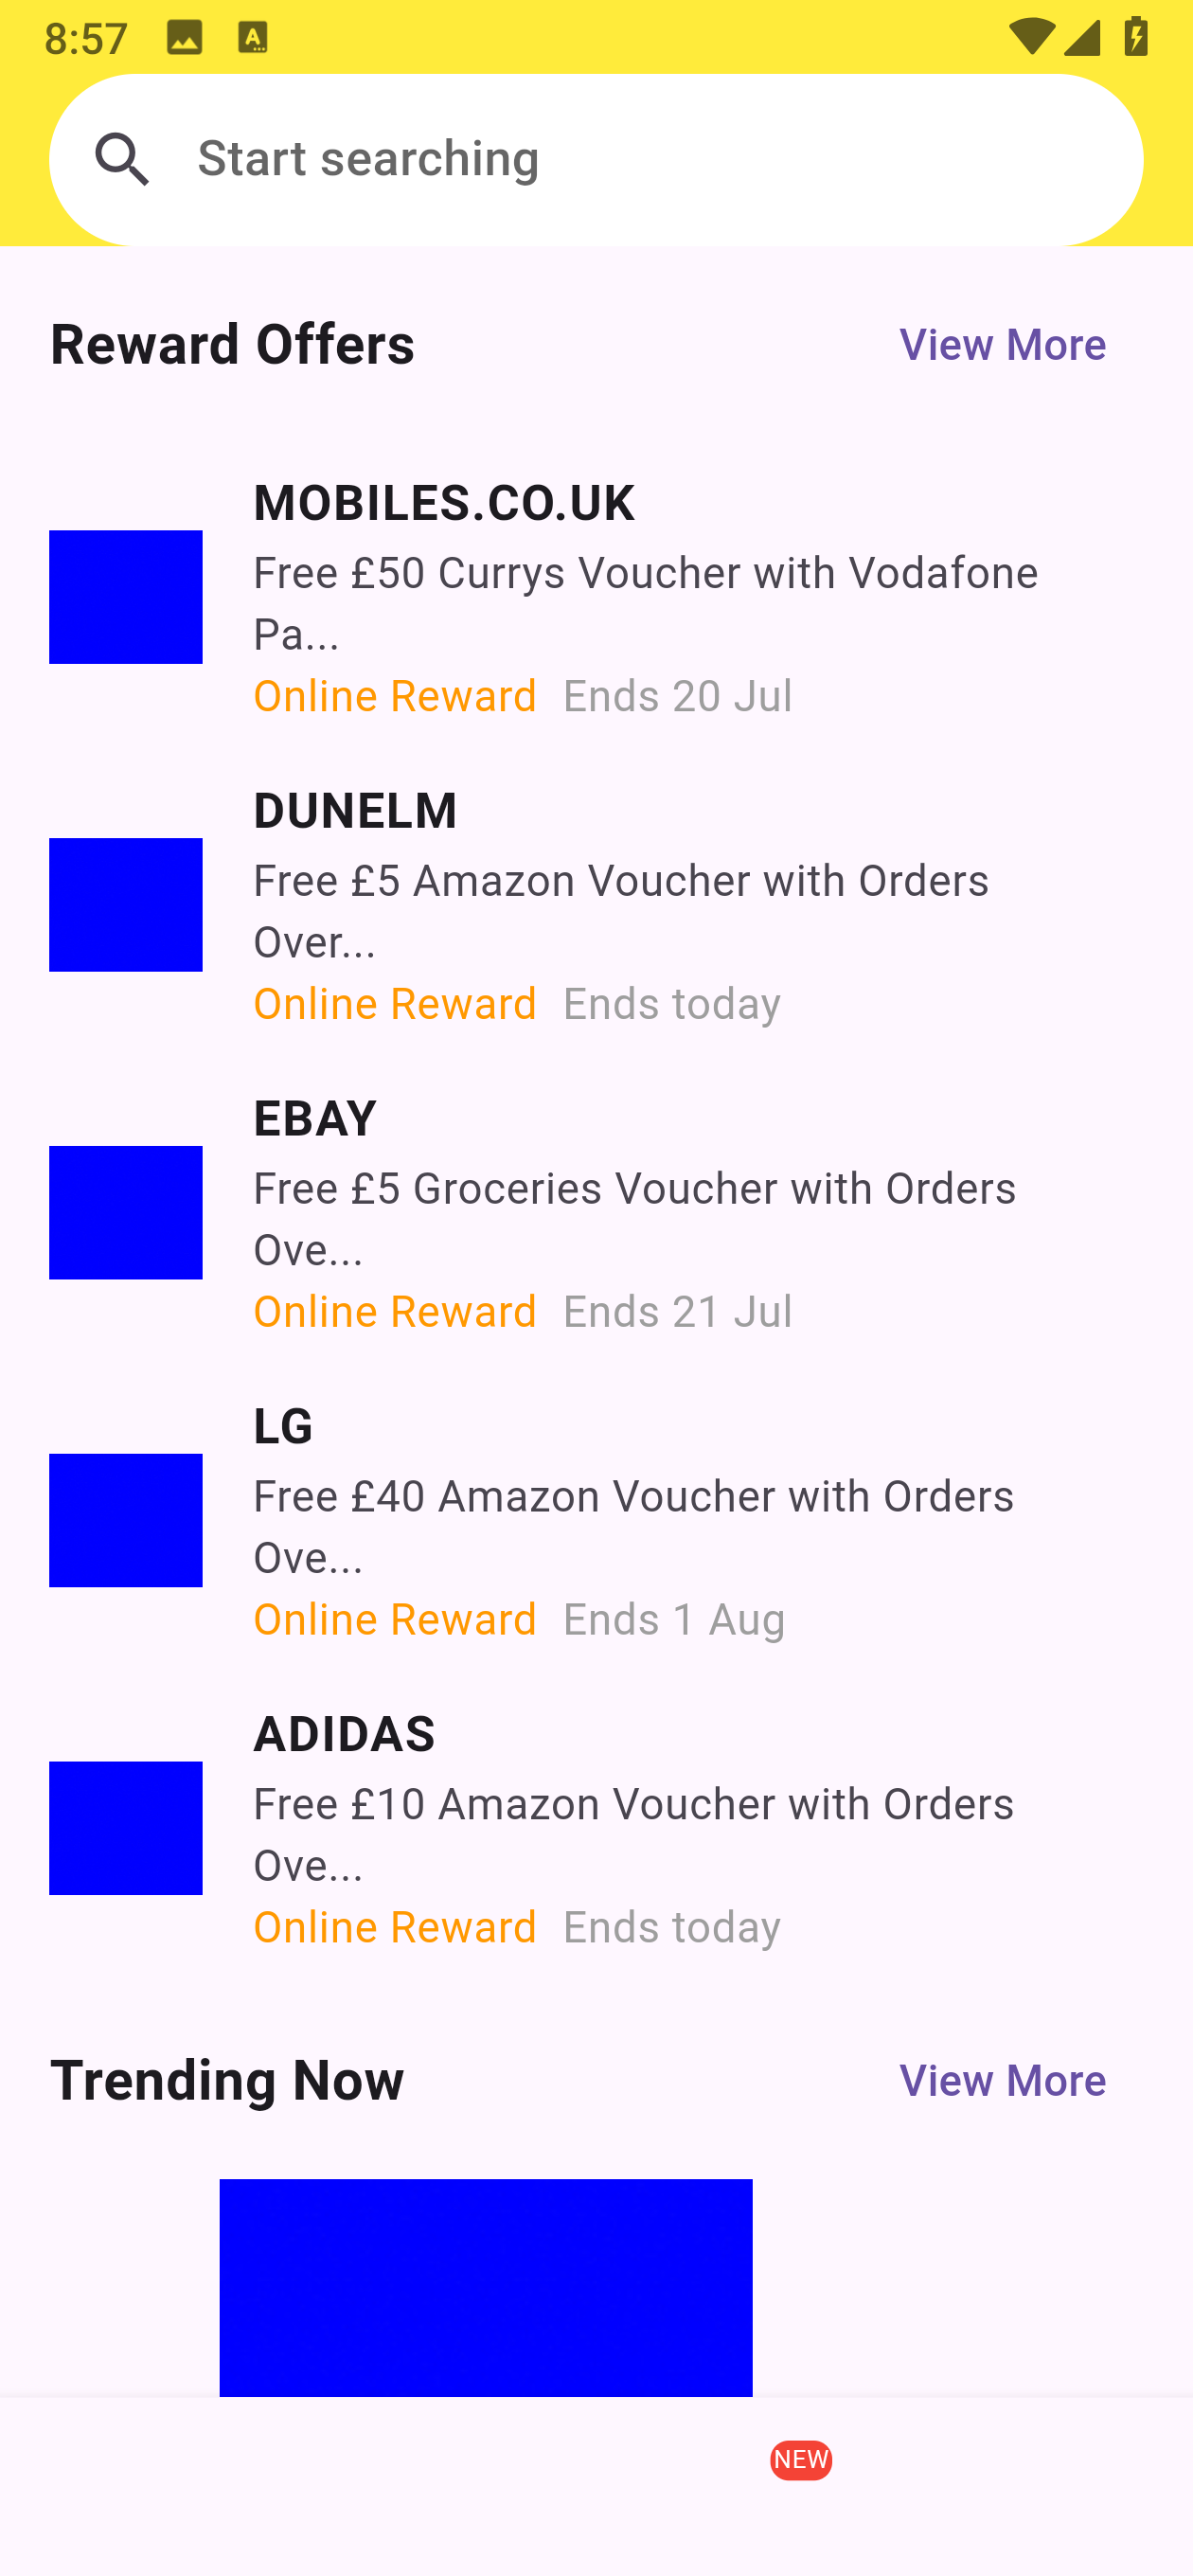 8:57
Start searching
Reward Offers
View More
MOBILES.CO.UK
Free £50 Currys Voucher with Vodafone
Pa...
Online Reward Ends 20 Jul
DUNELM
Free £5 Amazon Voucher with Orders
Over...
Online Reward Ends today
EBAY
Free £5 Groceries Voucher with Orders
Ove...
Online Reward Ends 21 Jul
LG
Free £40 Amazon Voucher with Orders
Ove...
Online Reward Ends 1 Aug
ADIDAS
Free £10 Amazon Voucher with Orders
Ove...
Online Reward Ends today
Trending Now
View More
NEW